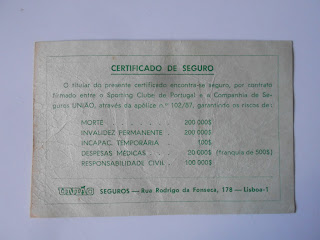 CERTIFICADO DE SEGURO
O titular do presente certificado encontra-se seguro, por contrato
firmado entre o Sporting Clube de Portugal e a Companhia de Se-
guros UNIÃO, através da apólice n.º 102/87, garantindo os riscos de:
MORTE . . . . 200 000$
INVALIDEZ PERMANENTE . 200 000$
INCAPAC. TEMPORÁRIA . 100$
DESPESAS MÉDICAS . . 20 000$ (franquia de 500$)
RESPONSABILIDADE CIVIL . 100 000$
UNIÃO SEGUROS — Rua Rodrigo da Fonseca, 178 — Lisboa-1